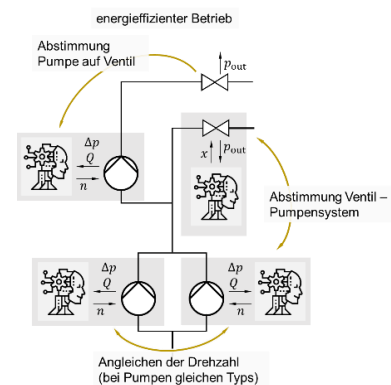 energieeffizienter Betrieb
Abstimmung
Pumpe auf Ventil
p_out
Δp
Q
n
x
p_out
Abstimmung Ventil –
Pumpensystem
Δp
Q
n
Δp
Q
n
Angleichen der Drehzahl
(bei Pumpen gleichen Typs)